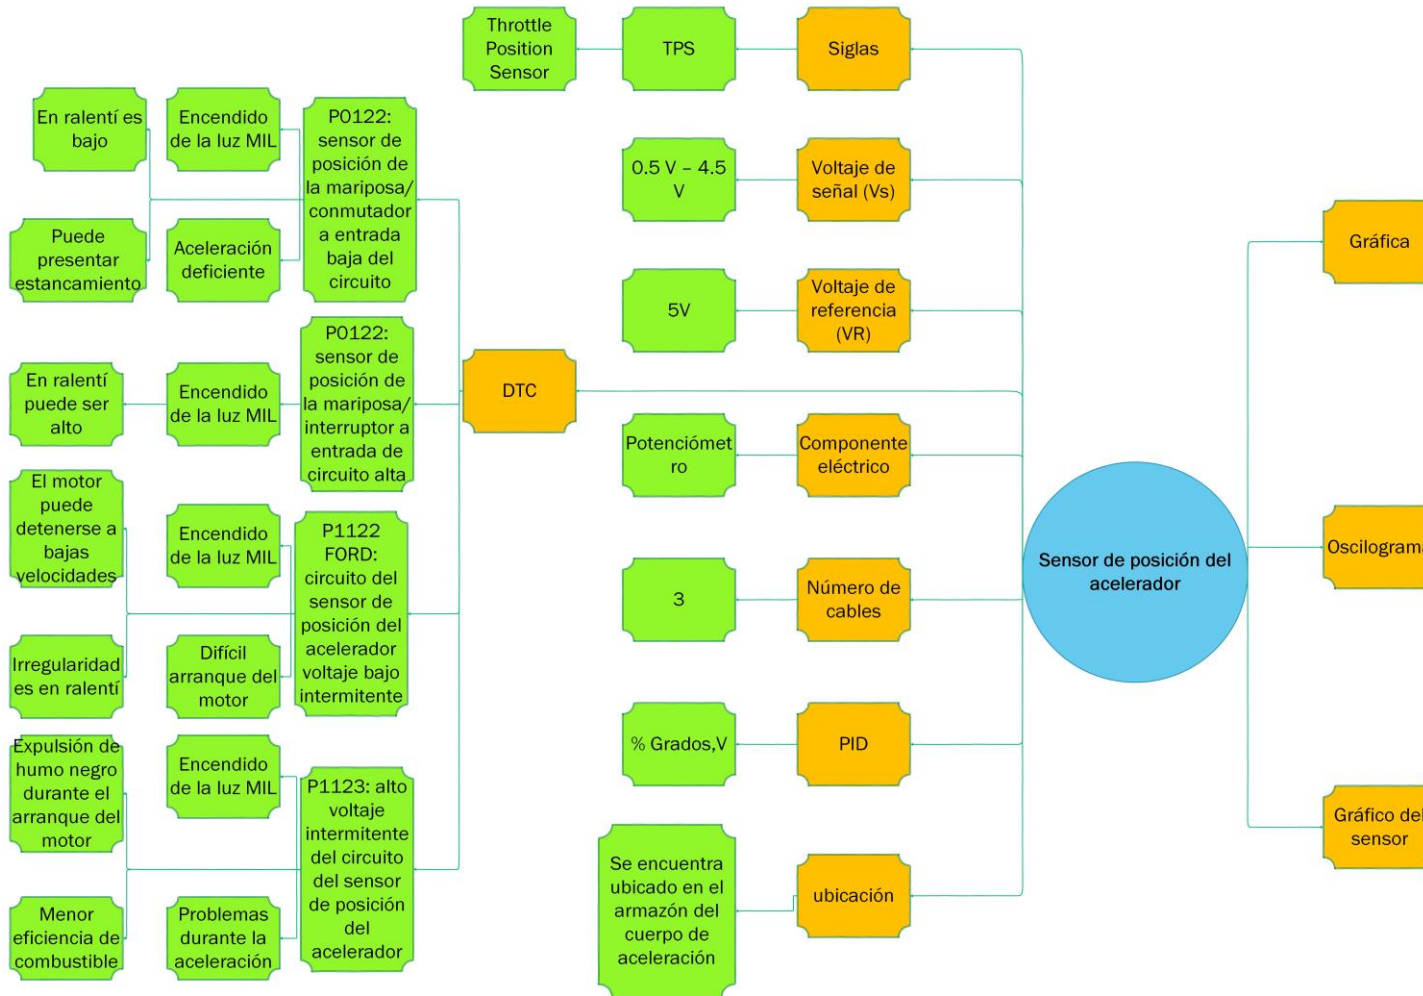 Throttle
Position
Sensor
TPS
Siglas
En ralentí es
bajo
Encendido
de la luz MIL
P0122:
sensor de
posición de
la mariposa/
conmutador
a entrada
baja del
circuito
Puede
presentar
estancamiento
Aceleración
deficiente
0.5 V – 4.5
V
Voltaje de
señal (Vs)
5V
Voltaje de
referencia
(VR)
Gráfica
DTC
P0122:
sensor de
posición de
la mariposa/
interruptor a
entrada de
circuito alta
Encendido
de la luz MIL
En ralentí
puede ser
alto
Potenciómet
ro
Componente
eléctrico
El motor
puede
detenerse a
bajas
velocidades
Encendido
de la luz MIL
P1122
FORD:
circuito del
sensor de
posición del
acelerador
voltaje bajo
intermitente
Irregularidad
es en ralentí
Difícil
arranque del
motor
3
Número de
cables
Sensor de posición del
acelerador
Oscilograma
% Grados,V
PID
Expulsión de
humo negro
durante el
arranque del
motor
Encendido
de la luz MIL
P1123: alto
voltaje
intermitente
del circuito
del sensor
de posición
del
acelerador
Menor
eficiencia de
combustible
Problemas
durante la
aceleración
Se encuentra
ubicado en el
armazón del
cuerpo de
aceleración
ubicación
Gráfico del
sensor